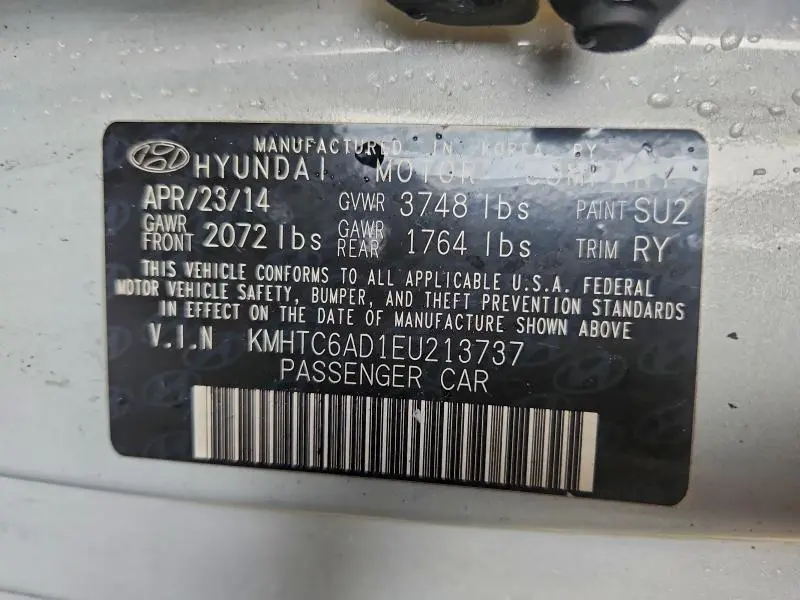 MANUFACTURED IN KOREA BY
HYUNDAI MOTOR COMPANY
APR/23/14 GVWR 3748 lbs PAINT SU2
GAWR FRONT 2072 lbs GAWR REAR 1764 lbs TRIM RY
THIS VEHICLE CONFORMS TO ALL APPLICABLE U.S.A. FEDERAL
MOTOR VEHICLE SAFETY, BUMPER, AND THEFT PREVENTION STANDARDS
IN EFFECT ON THE DATE OF MANUFACTURE SHOWN ABOVE
V.I.N KMHTC6AD1EU213737
PASSENGER CAR